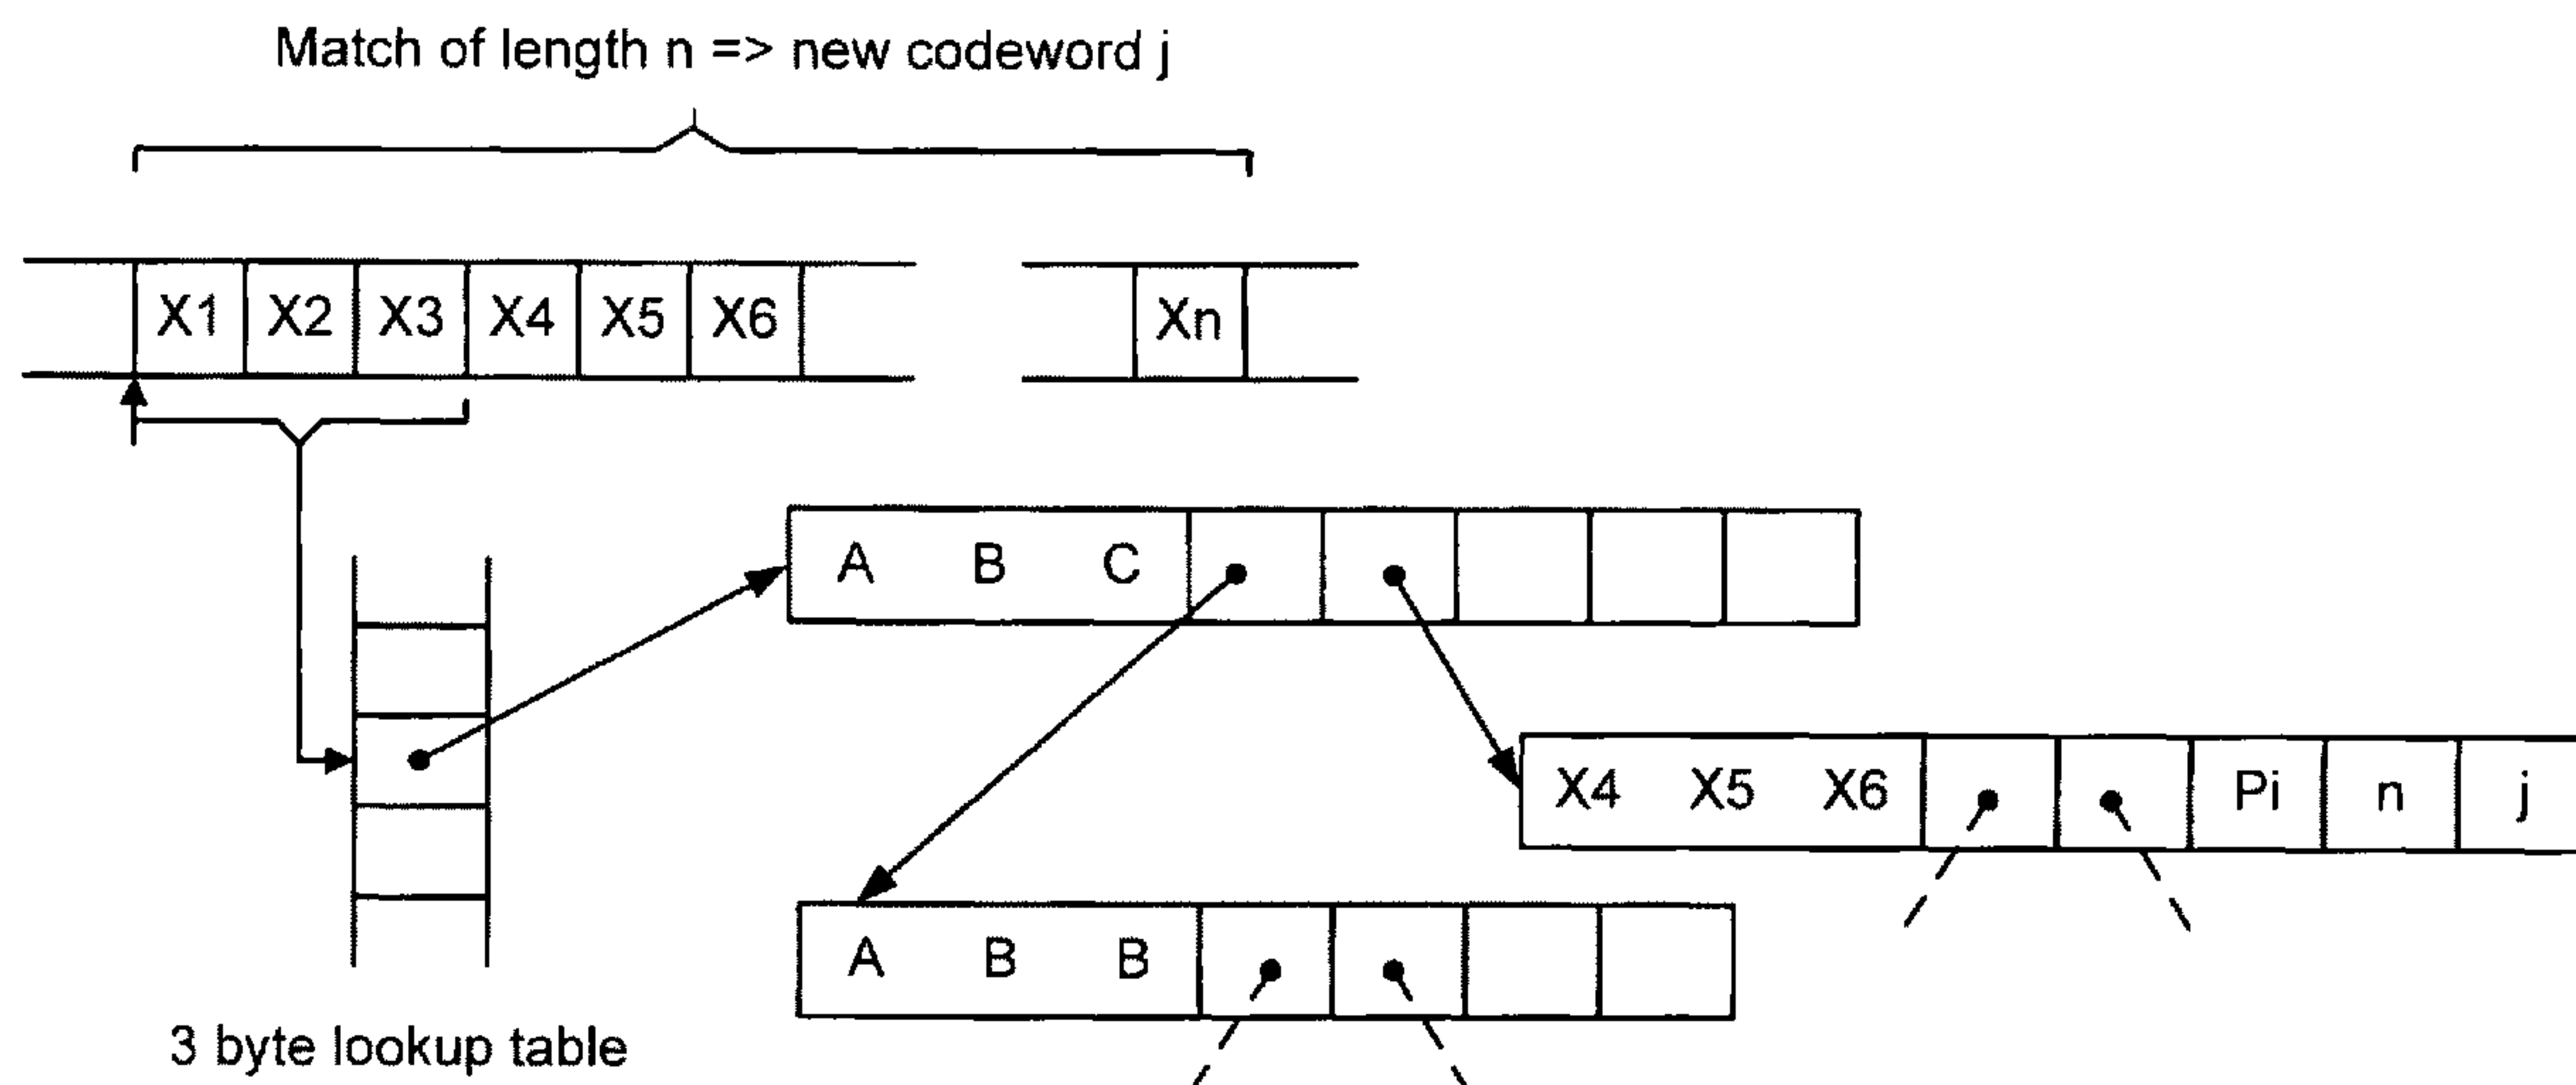 Match of length n => new codeword j
X1 X2 X3 X4 X5 X6 Xn
A B C
X4 X5 X6 Pi n j
A B B
3 byte lookup table